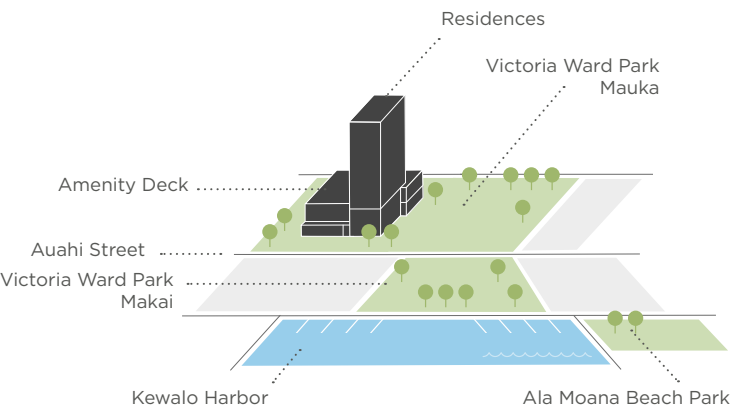 Residences
Victoria Ward Park
Mauka
Amenity Deck
Auahi Street
Victoria Ward Park
Makai
Kewalo Harbor
Ala Moana Beach Park